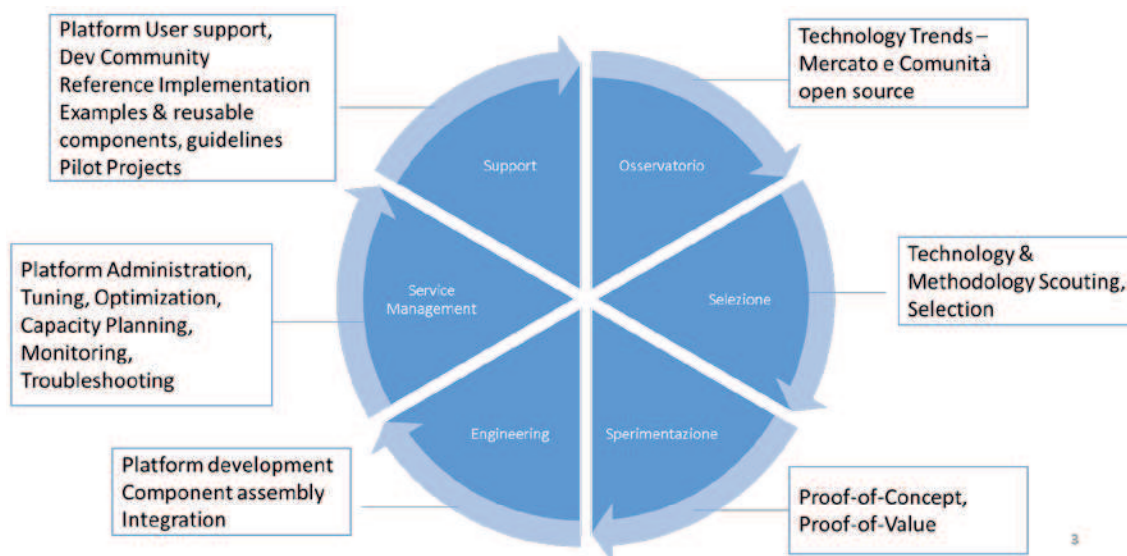 Platform User support,
Dev Community
Reference Implementation
Examples & reusable
components, guidelines
Pilot Projects
Technology Trends –
Mercato e Comunità
open source
Support
Osservatorio
Platform Administration,
Tuning, Optimization,
Capacity Planning,
Monitoring,
Troubleshooting
Service
Management
Selezione
Technology &
Methodology Scouting,
Selection
Engineering
Sperimentazione
Platform development
Component assembly
Integration
Proof-of-Concept,
Proof-of-Value
3